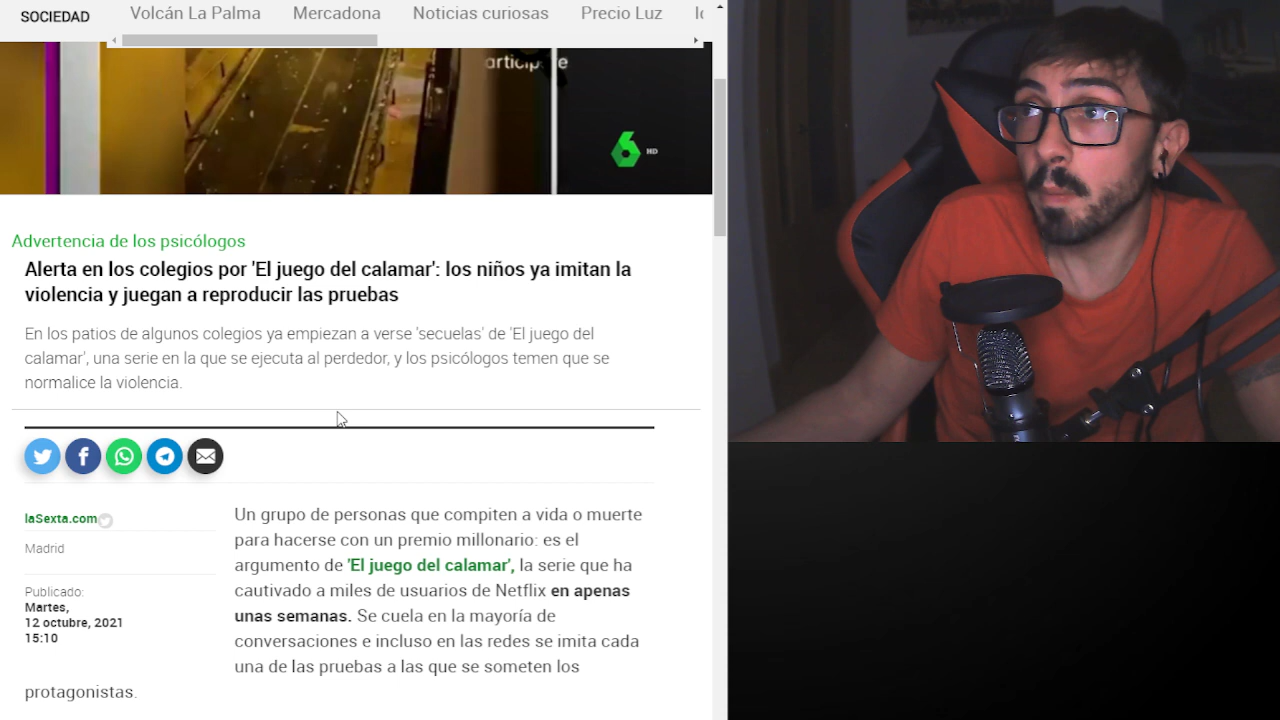 SOCIEDAD Volcán La Palma Mercadona Noticias curiosas Precio Luz
HD
Advertencia de los psicólogos
Alerta en los colegios por 'El juego del calamar': los niños ya imitan la
violencia y juegan a reproducir las pruebas
En los patios de algunos colegios ya empiezan a verse 'secuelas' de 'El juego del
calamar', una serie en la que se ejecuta al perdedor, y los psicólogos temen que se
normalice la violencia.
laSexta.com
Madrid
Publicado:
Martes,
12 octubre, 2021
15:10
Un grupo de personas que compiten a vida o muerte
para hacerse con un premio millonario: es el
argumento de 'El juego del calamar', la serie que ha
cautivado a miles de usuarios de Netflix en apenas
unas semanas. Se cuela en la mayoría de
conversaciones e incluso en las redes se imita cada
una de las pruebas a las que se someten los
protagonistas.